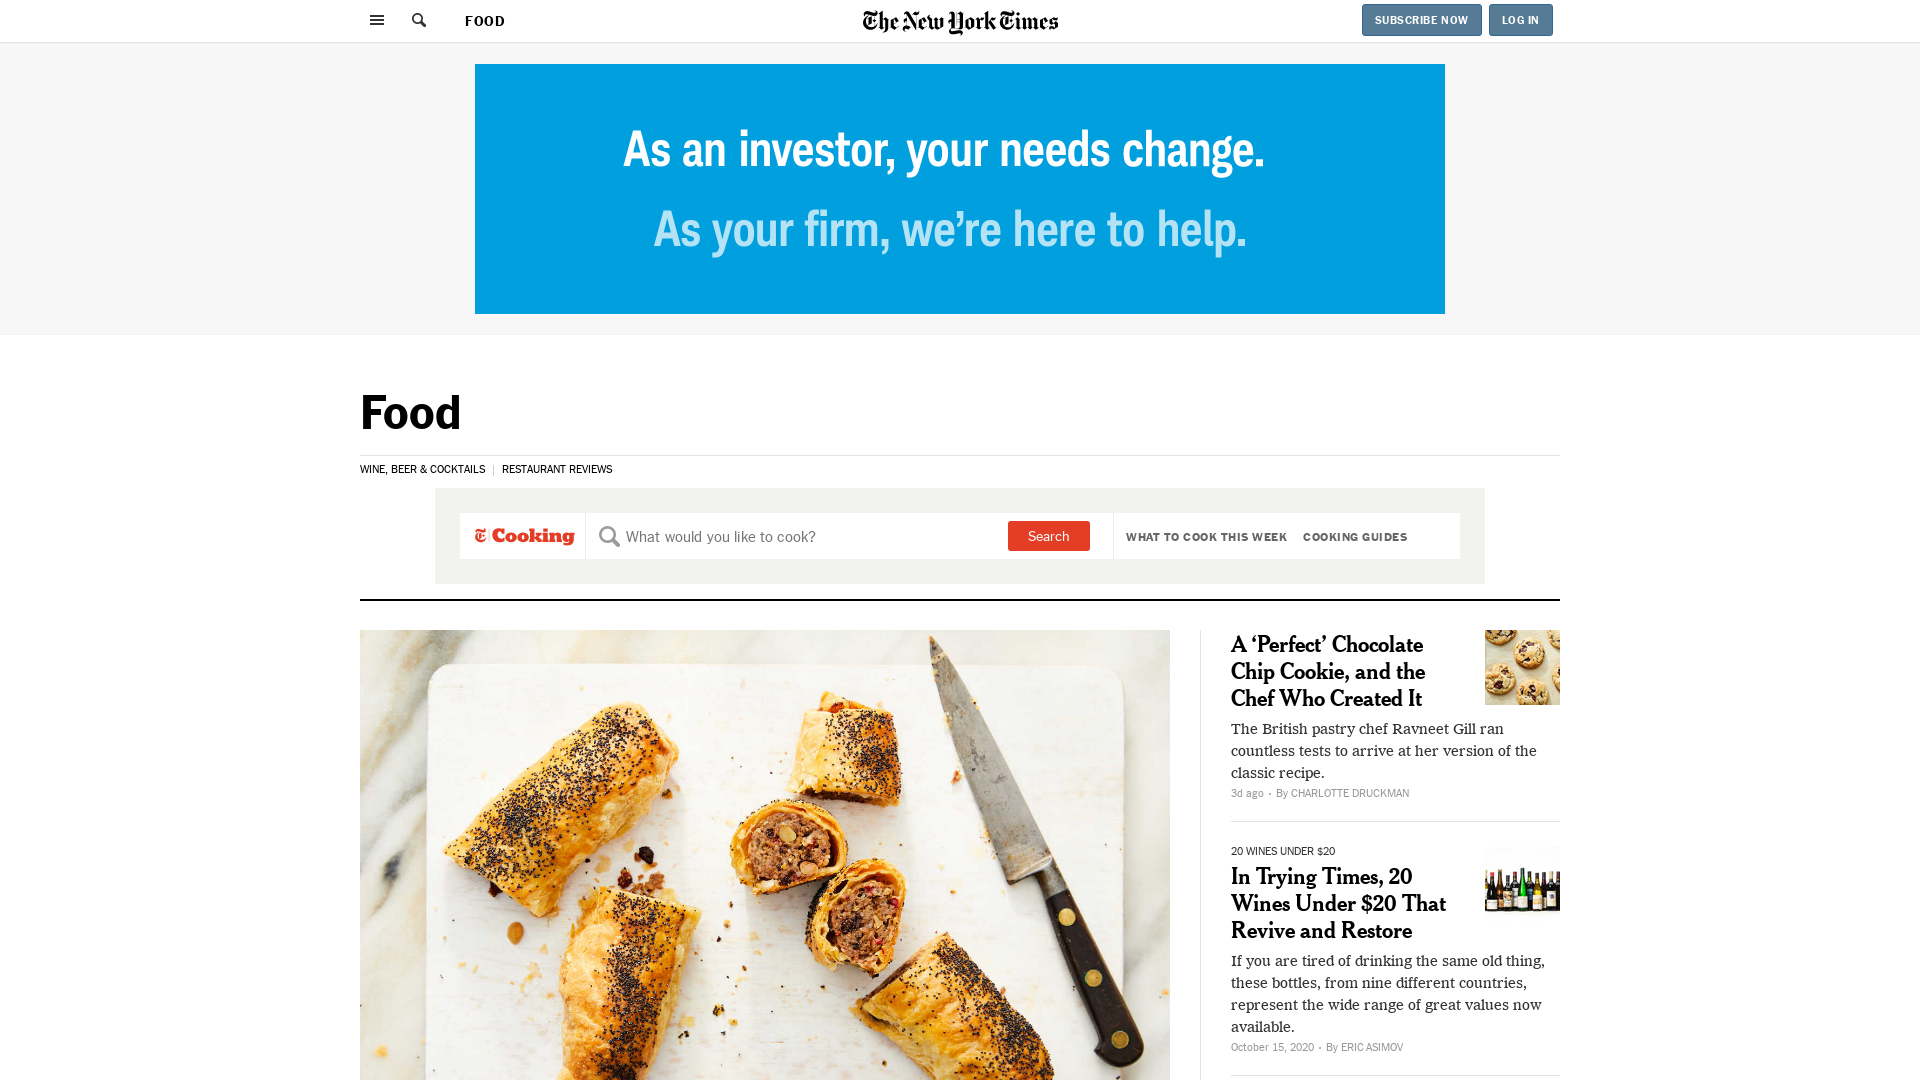 FOOD
The New York Times
SUBSCRIBE NOW
LOG IN
As an investor, your needs change.
As your firm, we're here to help.
Food
WINE, BEER & COCKTAILS
RESTAURANT REVIEWS
Cooking
What would you like to cook?
Search
WHAT TO COOK THIS WEEK
COOKING GUIDES
A ‘Perfect’ Chocolate
Chip Cookie, and the
Chef Who Created It
The British pastry chef Ravneet Gill ran
countless tests to arrive at her version of the
classic recipe.
3d ago • By CHARLOTTE DRUCKMAN
20 WINES UNDER $20
In Trying Times, 20
Wines Under $20 That
Revive and Restore
If you are tired of drinking the same old thing,
these bottles, from nine different countries,
represent the wide range of great values now
available.
October 15, 2020 • By ERIC ASIMOV